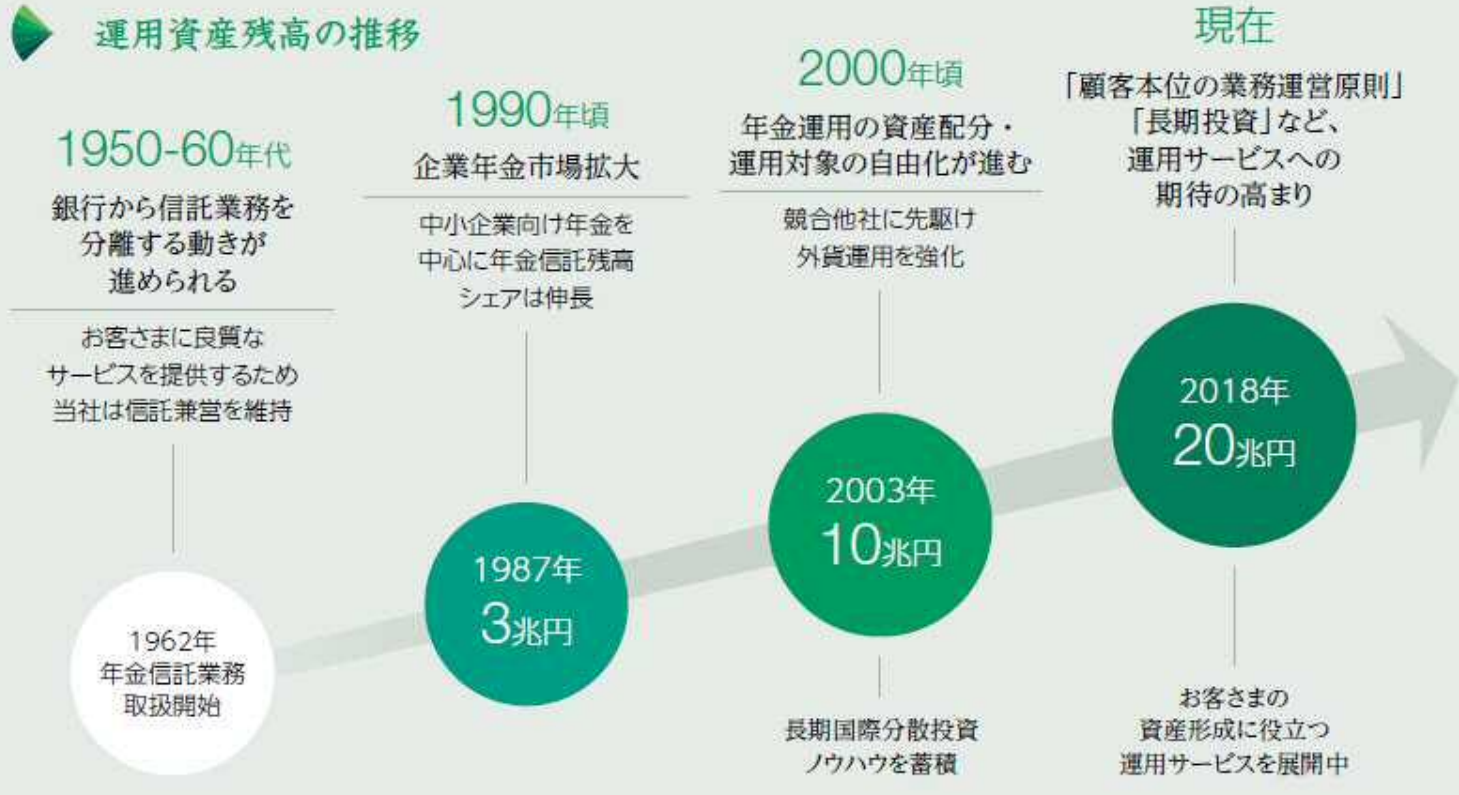 運用資産残高の推移
1950-60年代
銀行から信託業務を
分離する動きが
進められる
お客さまに良質な
サービスを提供するため
当社は信託兼営を維持
1962年
年金信託業務
取扱開始
1990年頃
企業年金市場拡大
中小企業向け年金を
中心に年金信託残高
シェアは伸長
1987年
3兆円
2000年頃
年金運用の資産配分・
運用対象の自由化が進む
競合他社に先駆け
外貨運用を強化
2003年
10兆円
長期国際分散投資
ノウハウを蓄積
現在
「顧客本位の業務運営原則」
「長期投資」など、
運用サービスへの
期待の高まり
2018年
20兆円
お客さまの
資産形成に役立つ
運用サービスを展開中